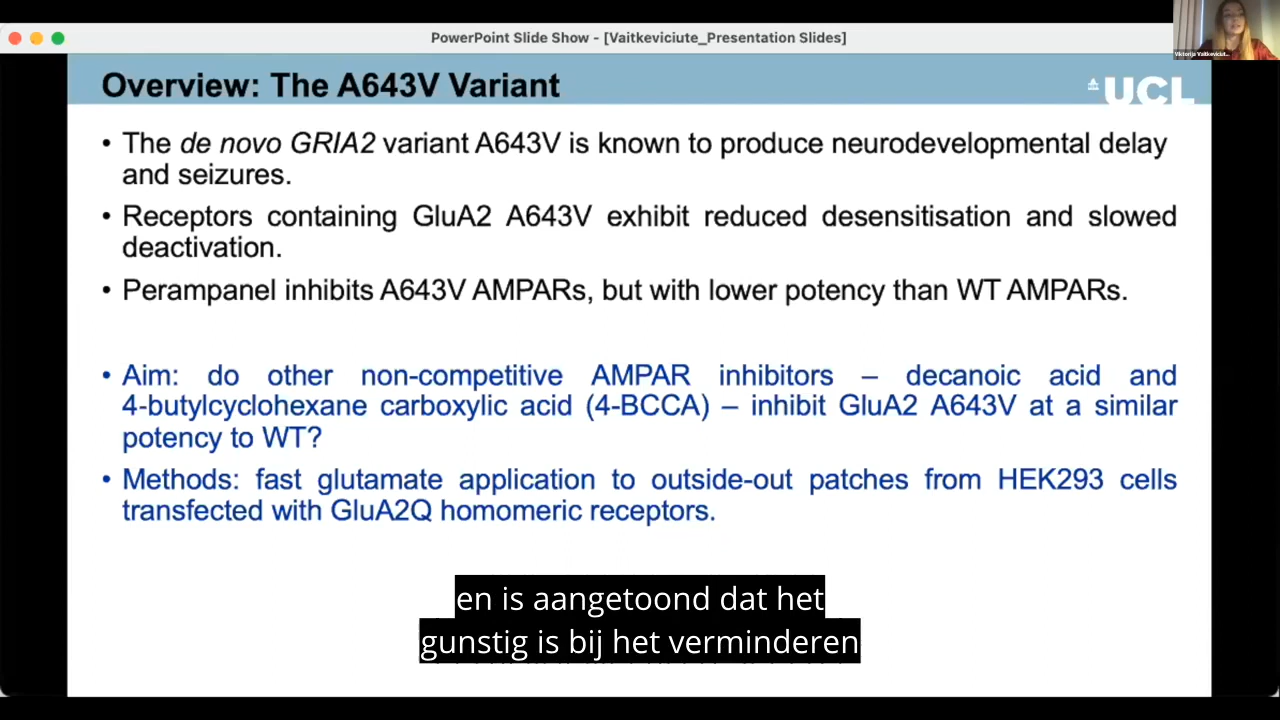 PowerPoint Slide Show - [Vaitkeviciute_Presentation Slides]
Viktorija Vaitkeviciut...
Overview: The A643V Variant
UCL
• The de novo GRIA2 variant A643V is known to produce neurodevelopmental delay
and seizures.
• Receptors containing GluA2 A643V exhibit reduced desensitisation and slowed
deactivation.
• Perampanel inhibits A643V AMPARs, but with lower potency than WT AMPARs.
• Aim: do other non-competitive AMPAR inhibitors – decanoic acid and
4-butylcyclohexane carboxylic acid (4-BCCA) – inhibit GluA2 A643V at a similar
potency to WT?
• Methods: fast glutamate application to outside-out patches from HEK293 cells
transfected with GluA2Q homomeric receptors.
en is aangetoond dat het
gunstig is bij het verminderen